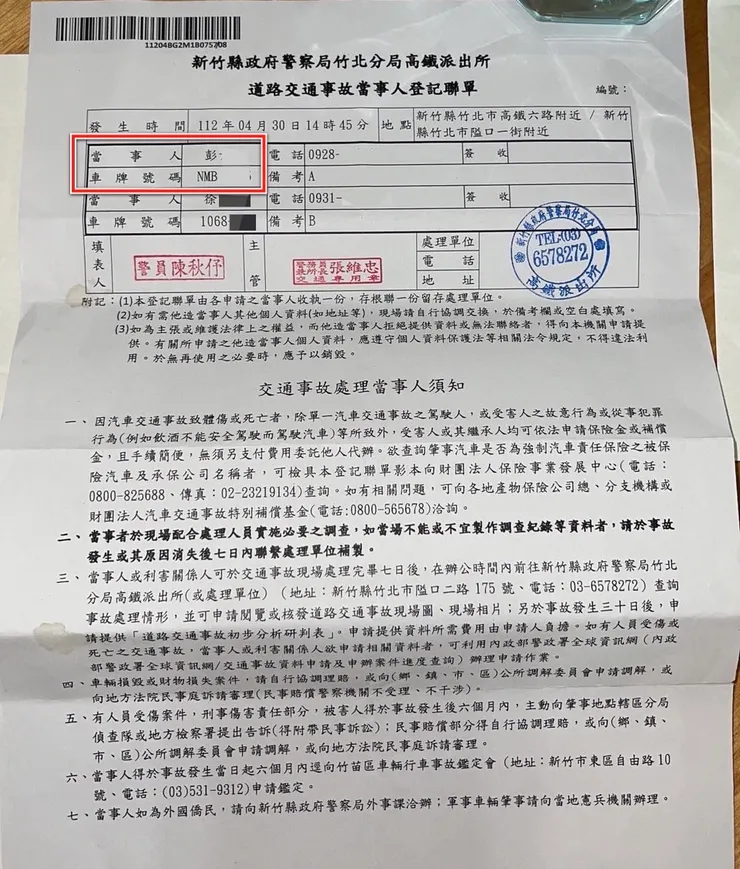 11204BG2M1B075708
新竹縣政府警察局竹北分局高鐵派出所
道路交通事故當事人登記聯單
編號：
發生時間 112年04月30日14時45分 地點 新竹縣竹北市高鐵六路附近 / 新竹縣竹北市隘口一街附近
當事人 彭 電話 0928- 簽收
車牌號碼 NMB 備考 A
當事人 徐 電話 0931- 簽收
車牌號碼 1068- 備考 B
填表人 警員陳秋伃 主管 警務員兼所長張維忠 交通專用章 處理單位
電話
地址
新竹縣政府警察局竹北分局
TEL:(03)
6578272
高鐵派出所
附記：(1)本登記聯單由各申請之當事人收執一份，存根聯一份留存處理單位。
(2)如有需他造當事人其他個人資料(如地址等)，現場請自行協調交換，於備考欄或空白處填寫。
(3)如為主張或維護法律上之權益，而他造當事人拒絕提供資料或無法聯絡者，得向本機關申請提
供。有關所申請之他造當事人個人資料，應遵守個人資料保護法等相關法令規定，不得違法利
用。於無再使用之必要時，應予以銷毀。
交通事故處理當事人須知
一、因汽車交通事故致體傷或死亡者，除單一汽車交通事故之駕駛人，或受害人之故意行為或從事犯罪
行為(例如飲酒不能安全駕駛而駕駛汽車)等所致外，受害人或其繼承人均可依法申請保險金或補償
金，且手續簡便，無須另支付費用委託他人代辦。欲查詢肇事汽車是否為強制汽車責任保險之被保
險汽車及承保公司名稱者，可檢具本登記聯單影本向財團法人保險事業發展中心(電話：
0800-825688、傳真：02-23219134)查詢。如有相關問題，可向各地產物保險公司總、分支機構或
財團法人汽車交通事故特別補償基金(電話:0800-565678)洽詢。
二、當事者於現場配合處理人員實施必要之調查，如當場不能或不宜製作調查紀錄等資料者，請於事故
發生或其原因消失後七日內聯繫處理單位補製。
三、當事人或利害關係人可於交通事故現場處理完畢七日後，在辦公時間內前往新竹縣政府警察局竹北
分局高鐵派出所(或處理單位) (地址：新竹縣竹北市隘口二路 175 號、電話：03-6578272) 查詢
事故處理情形，並可申請閱覽或核發道路交通事故現場圖、現場相片；另於事故發生三十日後，申
請提供「道路交通事故初步分析研判表」。申請提供資料所需費用由申請人負擔。如有人員受傷或
死亡之交通事故，當事人或利害關係人欲申請相關資料者，可利用內政部警政署全球資訊網 (內政
部警政署全球資訊網/交通事故資料申請及申辦案件進度查詢) 辦理申請作業。
四、車輛損毀或財物損失案件，請自行協調理賠，或向(鄉、鎮、市、區)公所調解委員會申請調解，或
向地方法院民事庭訴請審理(民事賠償警察機關不受理、不干涉)。
五、有人員受傷案件，刑事傷害責任部分，被害人得於事故發生後六個月內，主動向肇事地點轄區分局
偵查隊或地方檢察署提出告訴(得附帶民事訴訟)；民事賠償部分得自行協調理賠，或向(鄉、鎮、
市、區)公所調解委員會申請調解，或向地方法院民事庭訴請審理。
六、當事人得於事故發生當日起六個月內逕向竹苗區車輛行車事故鑑定會 (地址：新竹市東區自由路 10
號、電話：(03)531-9312)申請鑑定。
七、當事人如為外國僑民，請向新竹縣政府警察局外事課洽辦；軍事車輛肇事請向當地憲兵機關辦理。